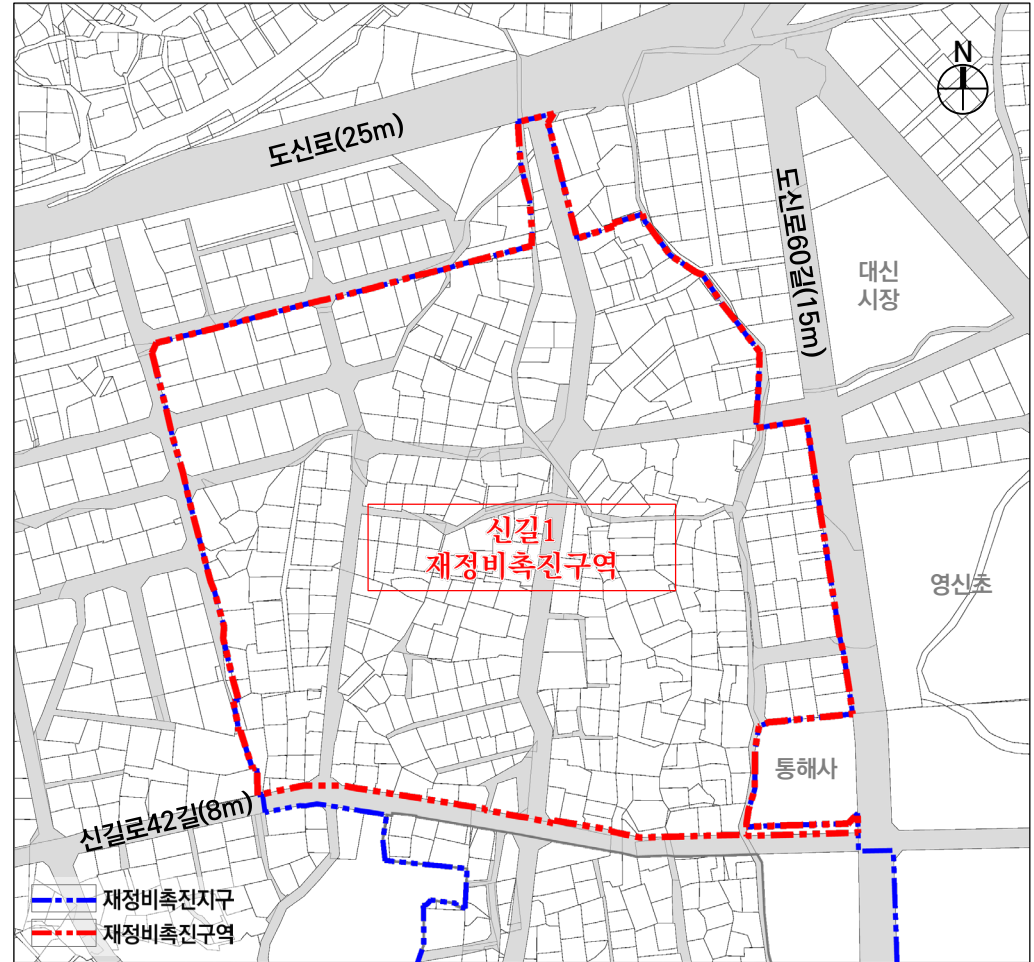 N
도신로(25m)
도신로60길(15m)
대신
시장
신길1
재정비촉진구역
영신초
통해사
신길로42길(8m)
재정비촉진지구
재정비촉진구역